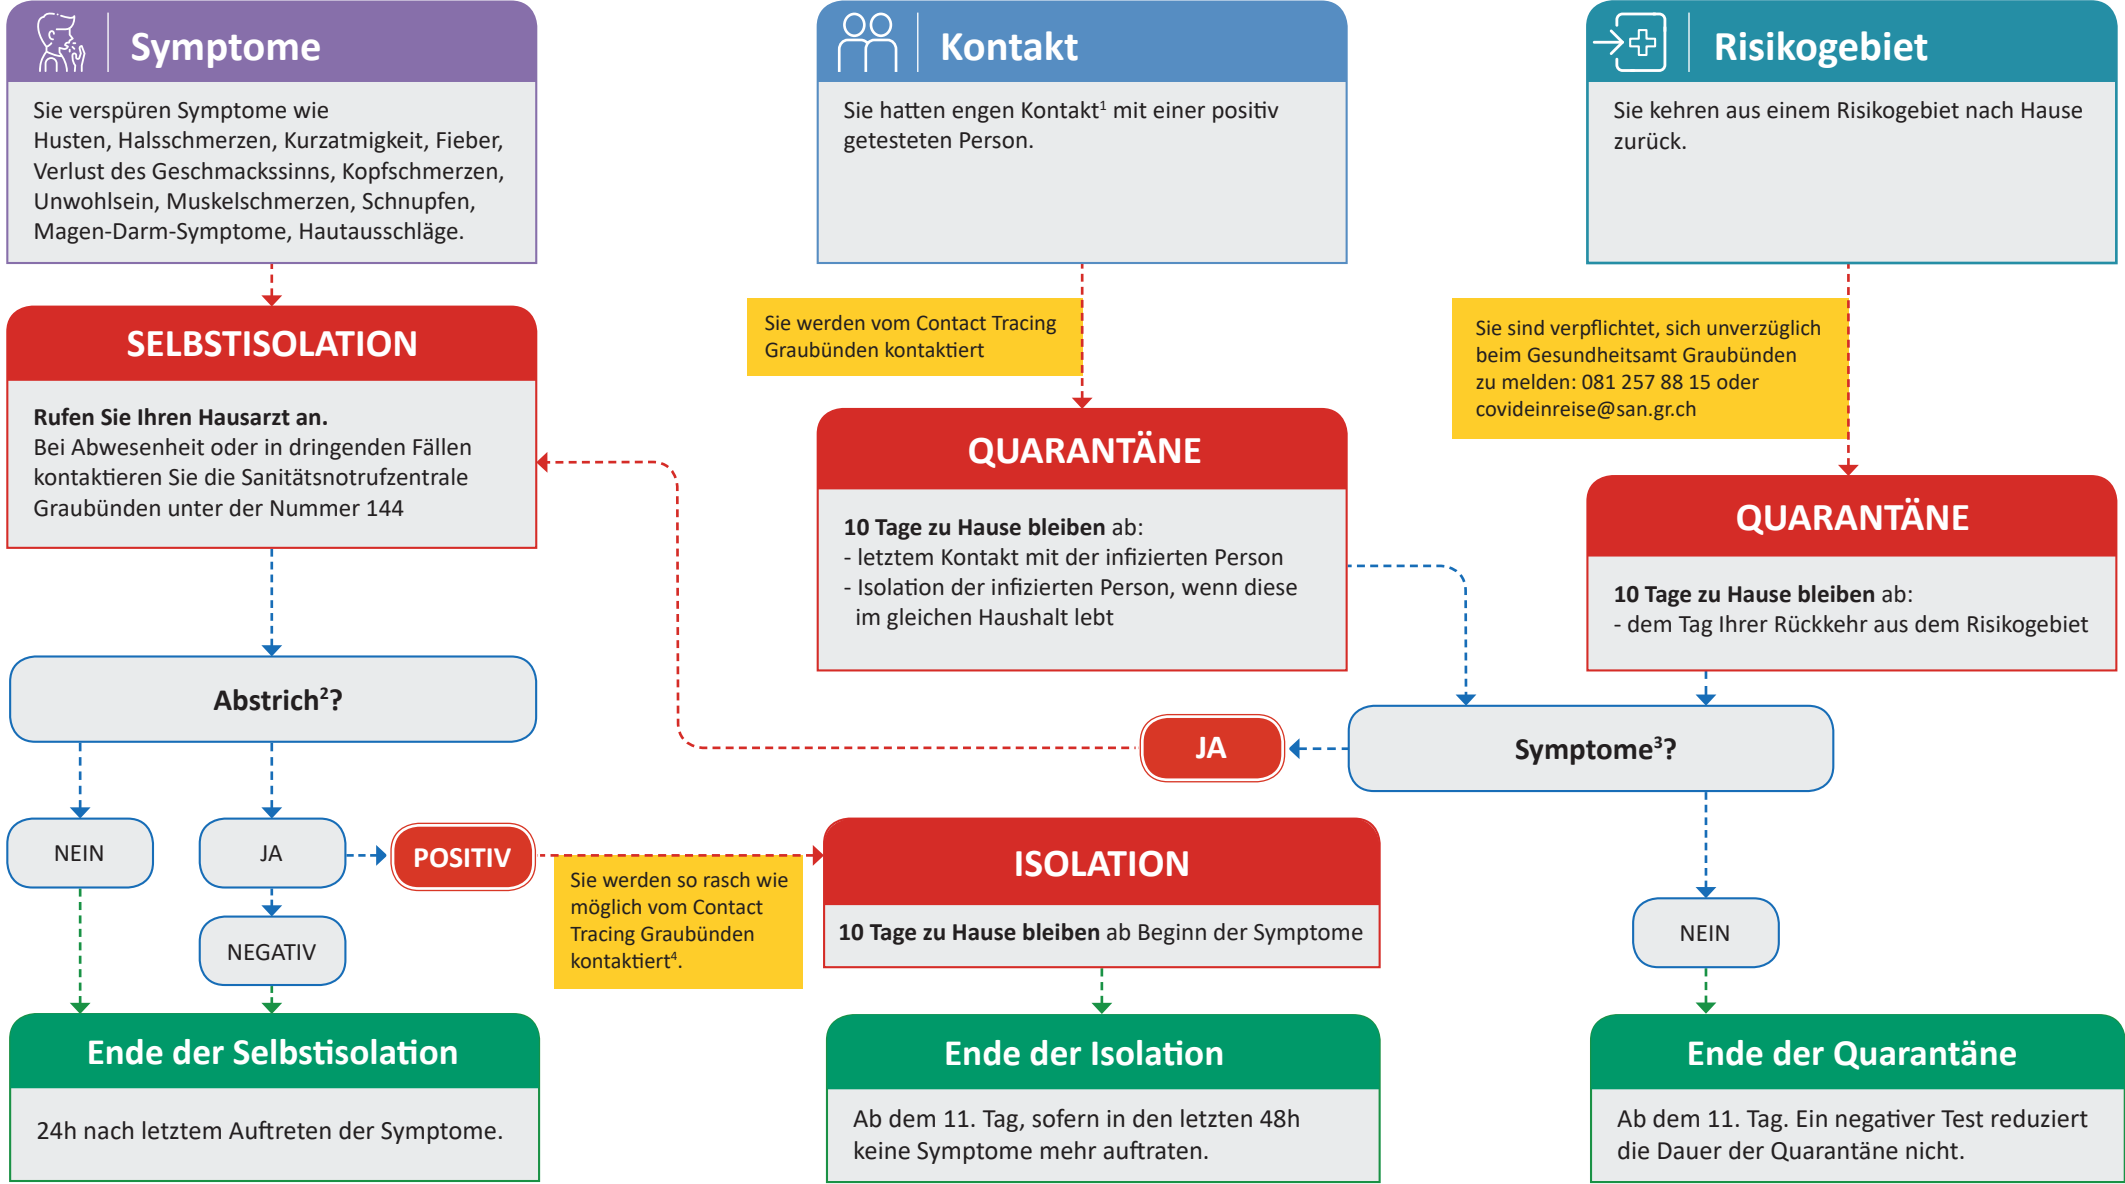 Symptome
Sie verspüren Symptome wie
Husten, Halsschmerzen, Kurzatmigkeit, Fieber,
Verlust des Geschmackssinns, Kopfschmerzen,
Unwohlsein, Muskelschmerzen, Schnupfen,
Magen-Darm-Symptome, Hautausschläge.
Kontakt
Sie hatten engen Kontakt¹ mit einer positiv
getesteten Person.
Risikogebiet
Sie kehren aus einem Risikogebiet nach Hause
zurück.
SELBSTISOLATION
Rufen Sie Ihren Hausarzt an.
Bei Abwesenheit oder in dringenden Fällen
kontaktieren Sie die Sanitätsnotrufzentrale
Graubünden unter der Nummer 144
Sie werden vom Contact Tracing
Graubünden kontaktiert
QUARANTÄNE
10 Tage zu Hause bleiben ab:
- letztem Kontakt mit der infizierten Person
- Isolation der infizierten Person, wenn diese
im gleichen Haushalt lebt
Sie sind verpflichtet, sich unverzüglich
beim Gesundheitsamt Graubünden
zu melden: 081 257 88 15 oder
covideinreise@san.gr.ch
QUARANTÄNE
10 Tage zu Hause bleiben ab:
- dem Tag Ihrer Rückkehr aus dem Risikogebiet
Abstrich²?
JA
Symptome³?
NEIN
JA
POSITIV
NEGATIV
Sie werden so rasch wie
möglich vom Contact
Tracing Graubünden
kontaktiert⁴.
ISOLATION
10 Tage zu Hause bleiben ab Beginn der Symptome
NEIN
Ende der Selbstisolation
24h nach letztem Auftreten der Symptome.
Ende der Isolation
Ab dem 11. Tag, sofern in den letzten 48h
keine Symptome mehr auftraten.
Ende der Quarantäne
Ab dem 11. Tag. Ein negativer Test reduziert
die Dauer der Quarantäne nicht.